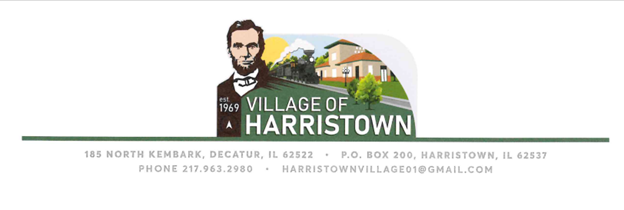 est
1969
VILLAGE OF
HARRISTOWN
185 NORTH KEMBARK, DECATUR, IL 62522 • P.O. BOX 200, HARRISTOWN, IL 62537
PHONE 217.963.2980 • HARRISTOWNVILLAGE01@GMAIL.COM